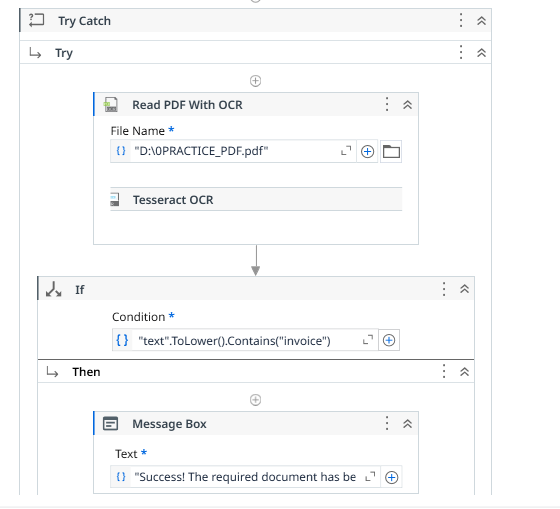 Try Catch
Try
Read PDF With OCR
File Name *
"D:\0PRACTICE_PDF.pdf"
Tesseract OCR
If
Condition *
"text".ToLower().Contains("invoice")
Then
Message Box
Text *
"Success! The required document has be